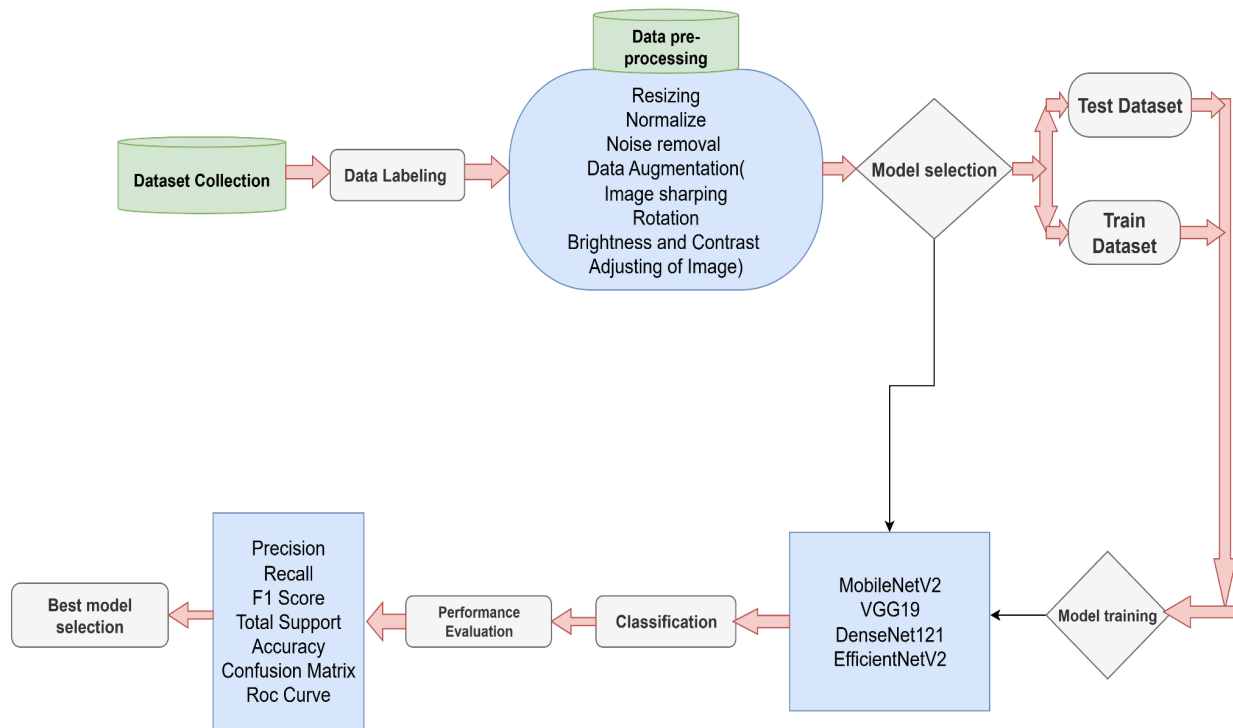 Data pre-
processing
Dataset Collection
Data Labeling
Resizing
Normalize
Noise removal
Data Augmentation(
Image sharping
Rotation
Brightness and Contrast
Adjusting of Image)
Model selection
Test Dataset
Train
Dataset
Model training
MobileNetV2
VGG19
DenseNet121
EfficientNetV2
Classification
Performance
Evaluation
Precision
Recall
F1 Score
Total Support
Accuracy
Confusion Matrix
Roc Curve
Best model
selection